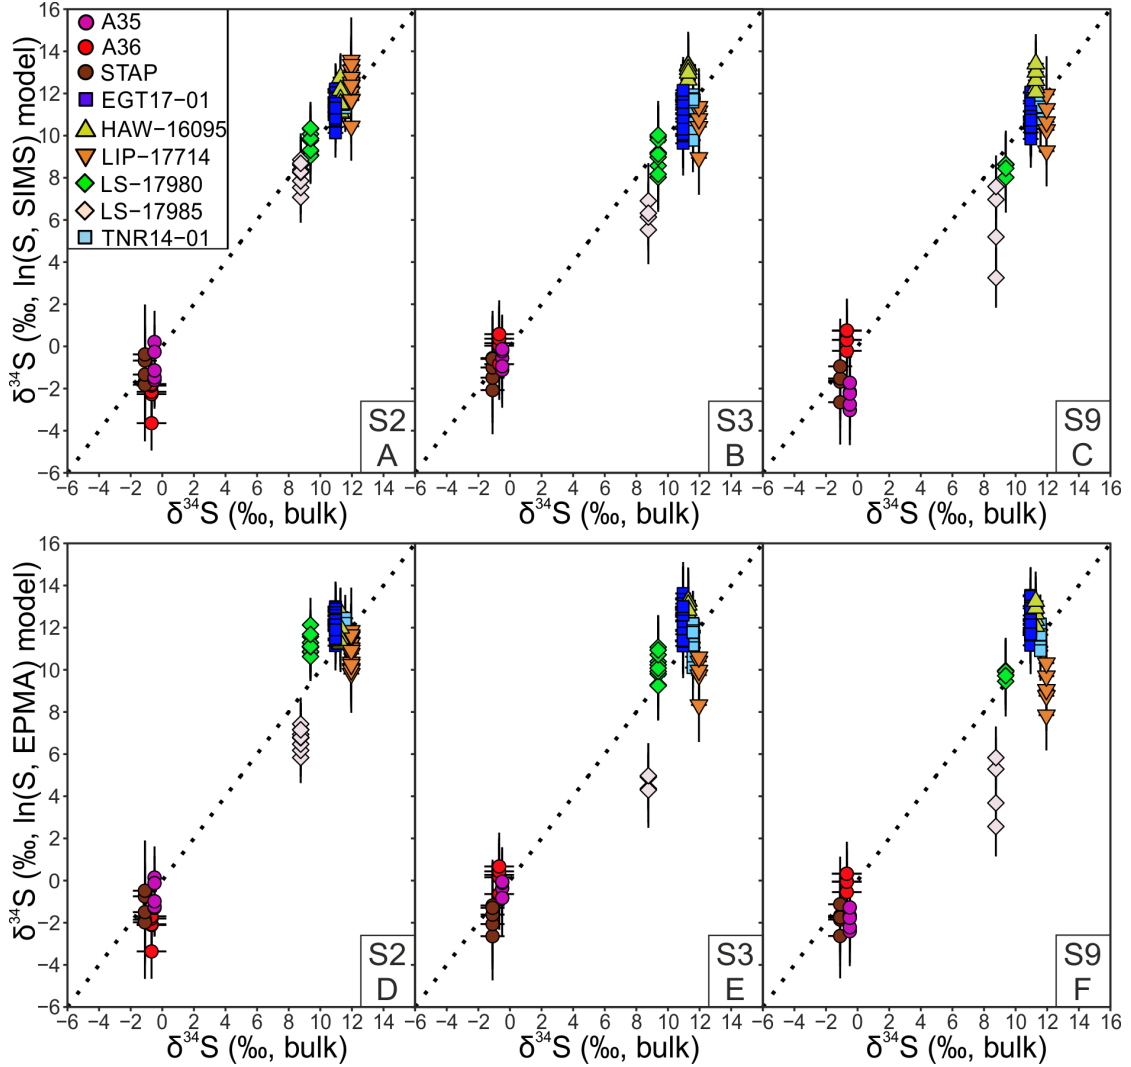 δ³⁴S (‰, ln(S, SIMS) model)
16
14
12
10
8
6
4
2
0
−2
−4
−6
A35
A36
STAP
EGT17−01
HAW−16095
LIP−17714
LS−17980
LS−17985
TNR14−01
S2
A
S3
B
S9
C
−6 −4 −2 0 2 4 6 8 10 12 14 −6 −4 −2 0 2 4 6 8 10 12 14 −6 −4 −2 0 2 4 6 8 10 12 14 16
δ³⁴S (‰, bulk) δ³⁴S (‰, bulk) δ³⁴S (‰, bulk)
δ³⁴S (‰, ln(S, EPMA) model)
16
14
12
10
8
6
4
2
0
−2
−4
−6
S2
D
S3
E
S9
F
−6 −4 −2 0 2 4 6 8 10 12 14 −6 −4 −2 0 2 4 6 8 10 12 14 −6 −4 −2 0 2 4 6 8 10 12 14 16
δ³⁴S (‰, bulk) δ³⁴S (‰, bulk) δ³⁴S (‰, bulk)